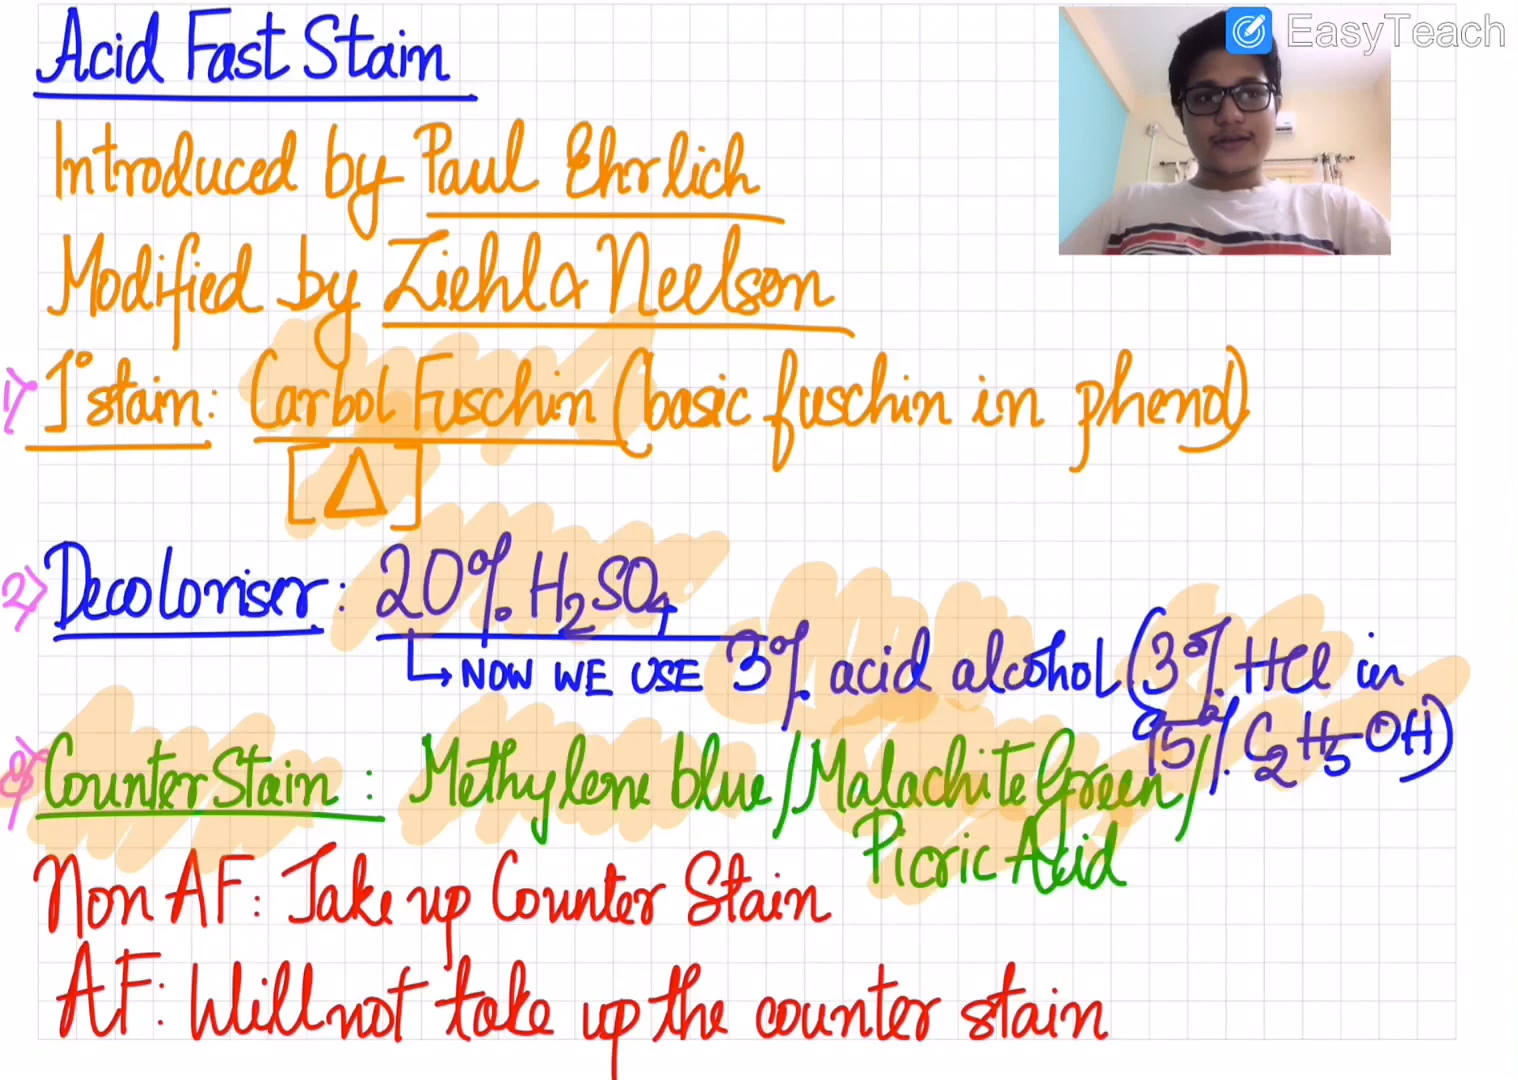 EasyTeach
Acid Fast Stain
Introduced by Paul Ehrlich
Modified by Ziehl & Neelson
1) 1° stain: Carbol Fuschin (basic fuschin in phenol)
[Δ]
2) Decoloriser: 20% H₂SO₄
↳ NOW WE USE 3% acid alcohol (3% HCl in
95% C₂H₅OH)
3) Counter Stain: Methylene blue/Malachite Green/
Picric Acid
Non AF: Take up Counter Stain
AF: Will not take up the counter stain